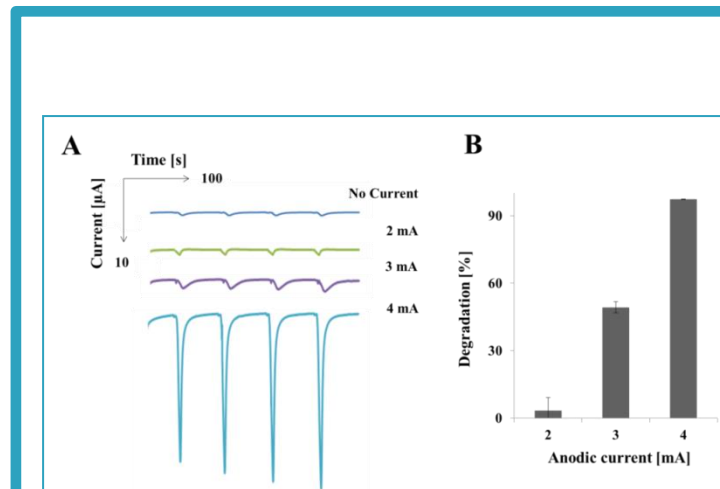 A
Time [s]
100
Current [µA]
10
No Current
2 mA
3 mA
4 mA
B
Degradation [%]
90
60
30
0
2 3 4
Anodic current [mA]